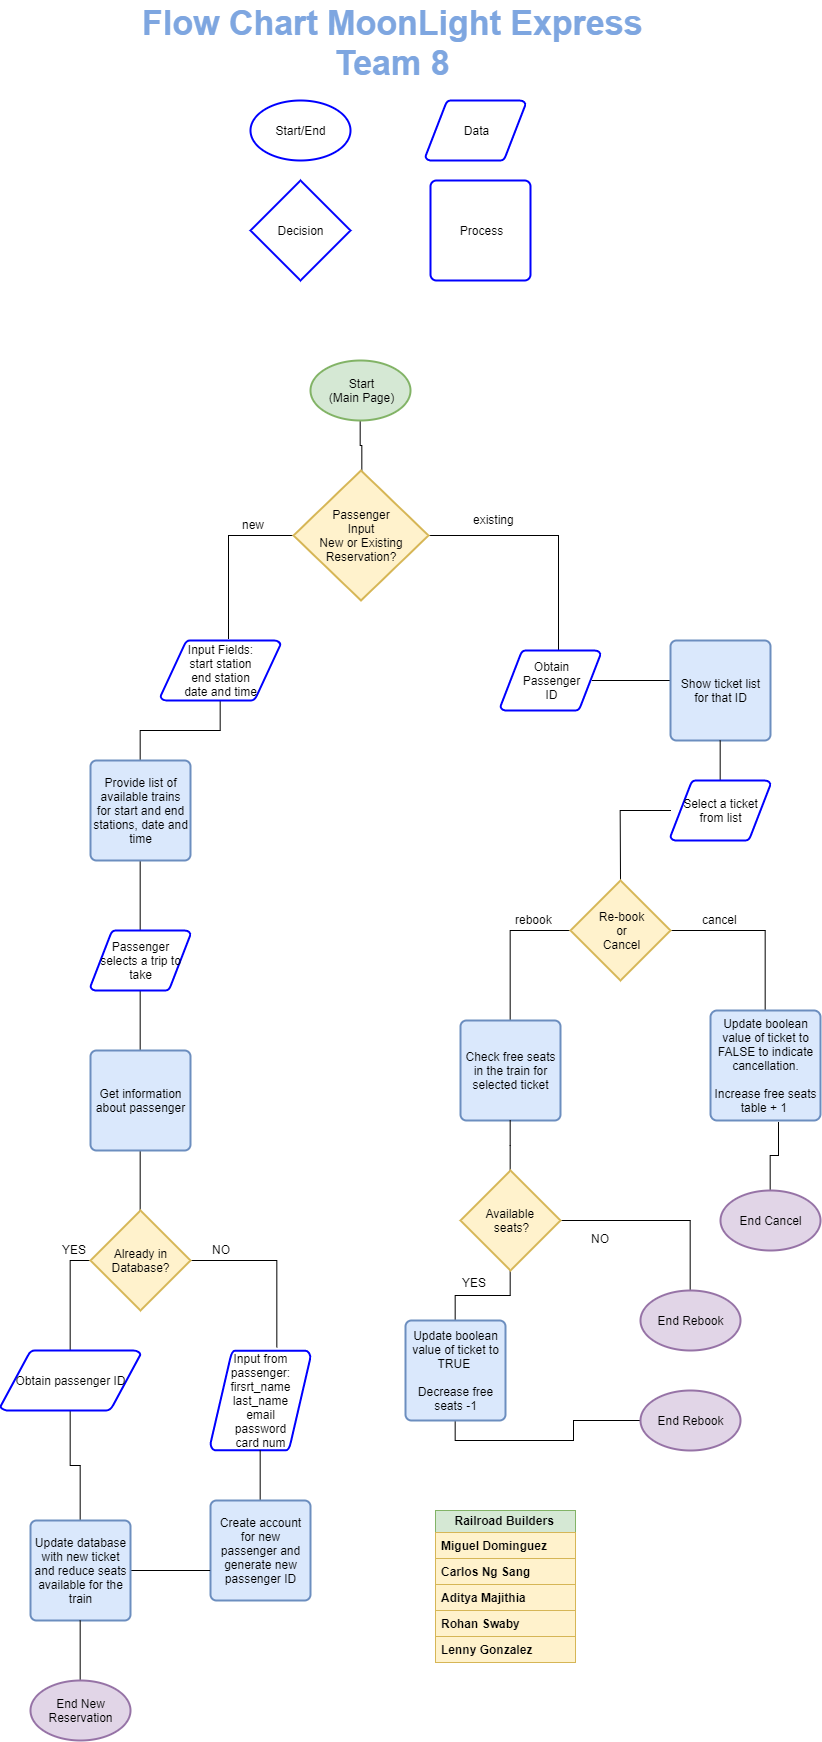 Flow Chart MoonLight Express
Team 8
Start/End
Data
Decision
Process
Start
(Main Page)
Passenger
Input
New or Existing
Reservation?
new
existing
Input Fields:
start station
end station
date and time
Obtain
Passenger
ID
Show ticket list
for that ID
Provide list of
available trains
for start and end
stations, date and
time
Select a ticket
from list
Re-book
or
Cancel
rebook
cancel
Passenger
selects a trip to
take
Check free seats
in the train for
selected ticket
Update boolean
value of ticket to
FALSE to indicate
cancellation.
Increase free seats
table + 1
Get information
about passenger
Available
seats?
End Cancel
Already in
Database?
YES
NO
NO
YES
End Rebook
Update boolean
value of ticket to
TRUE
Decrease free
seats -1
End Rebook
Obtain passenger ID
Input from
passenger:
firsrt_name
last_name
email
password
card num
Update database
with new ticket
and reduce seats
available for the
train
Create account
for new
passenger and
generate new
passenger ID
End New
Reservation
Railroad Builders
Miguel Dominguez
Carlos Ng Sang
Aditya Majithia
Rohan Swaby
Lenny Gonzalez